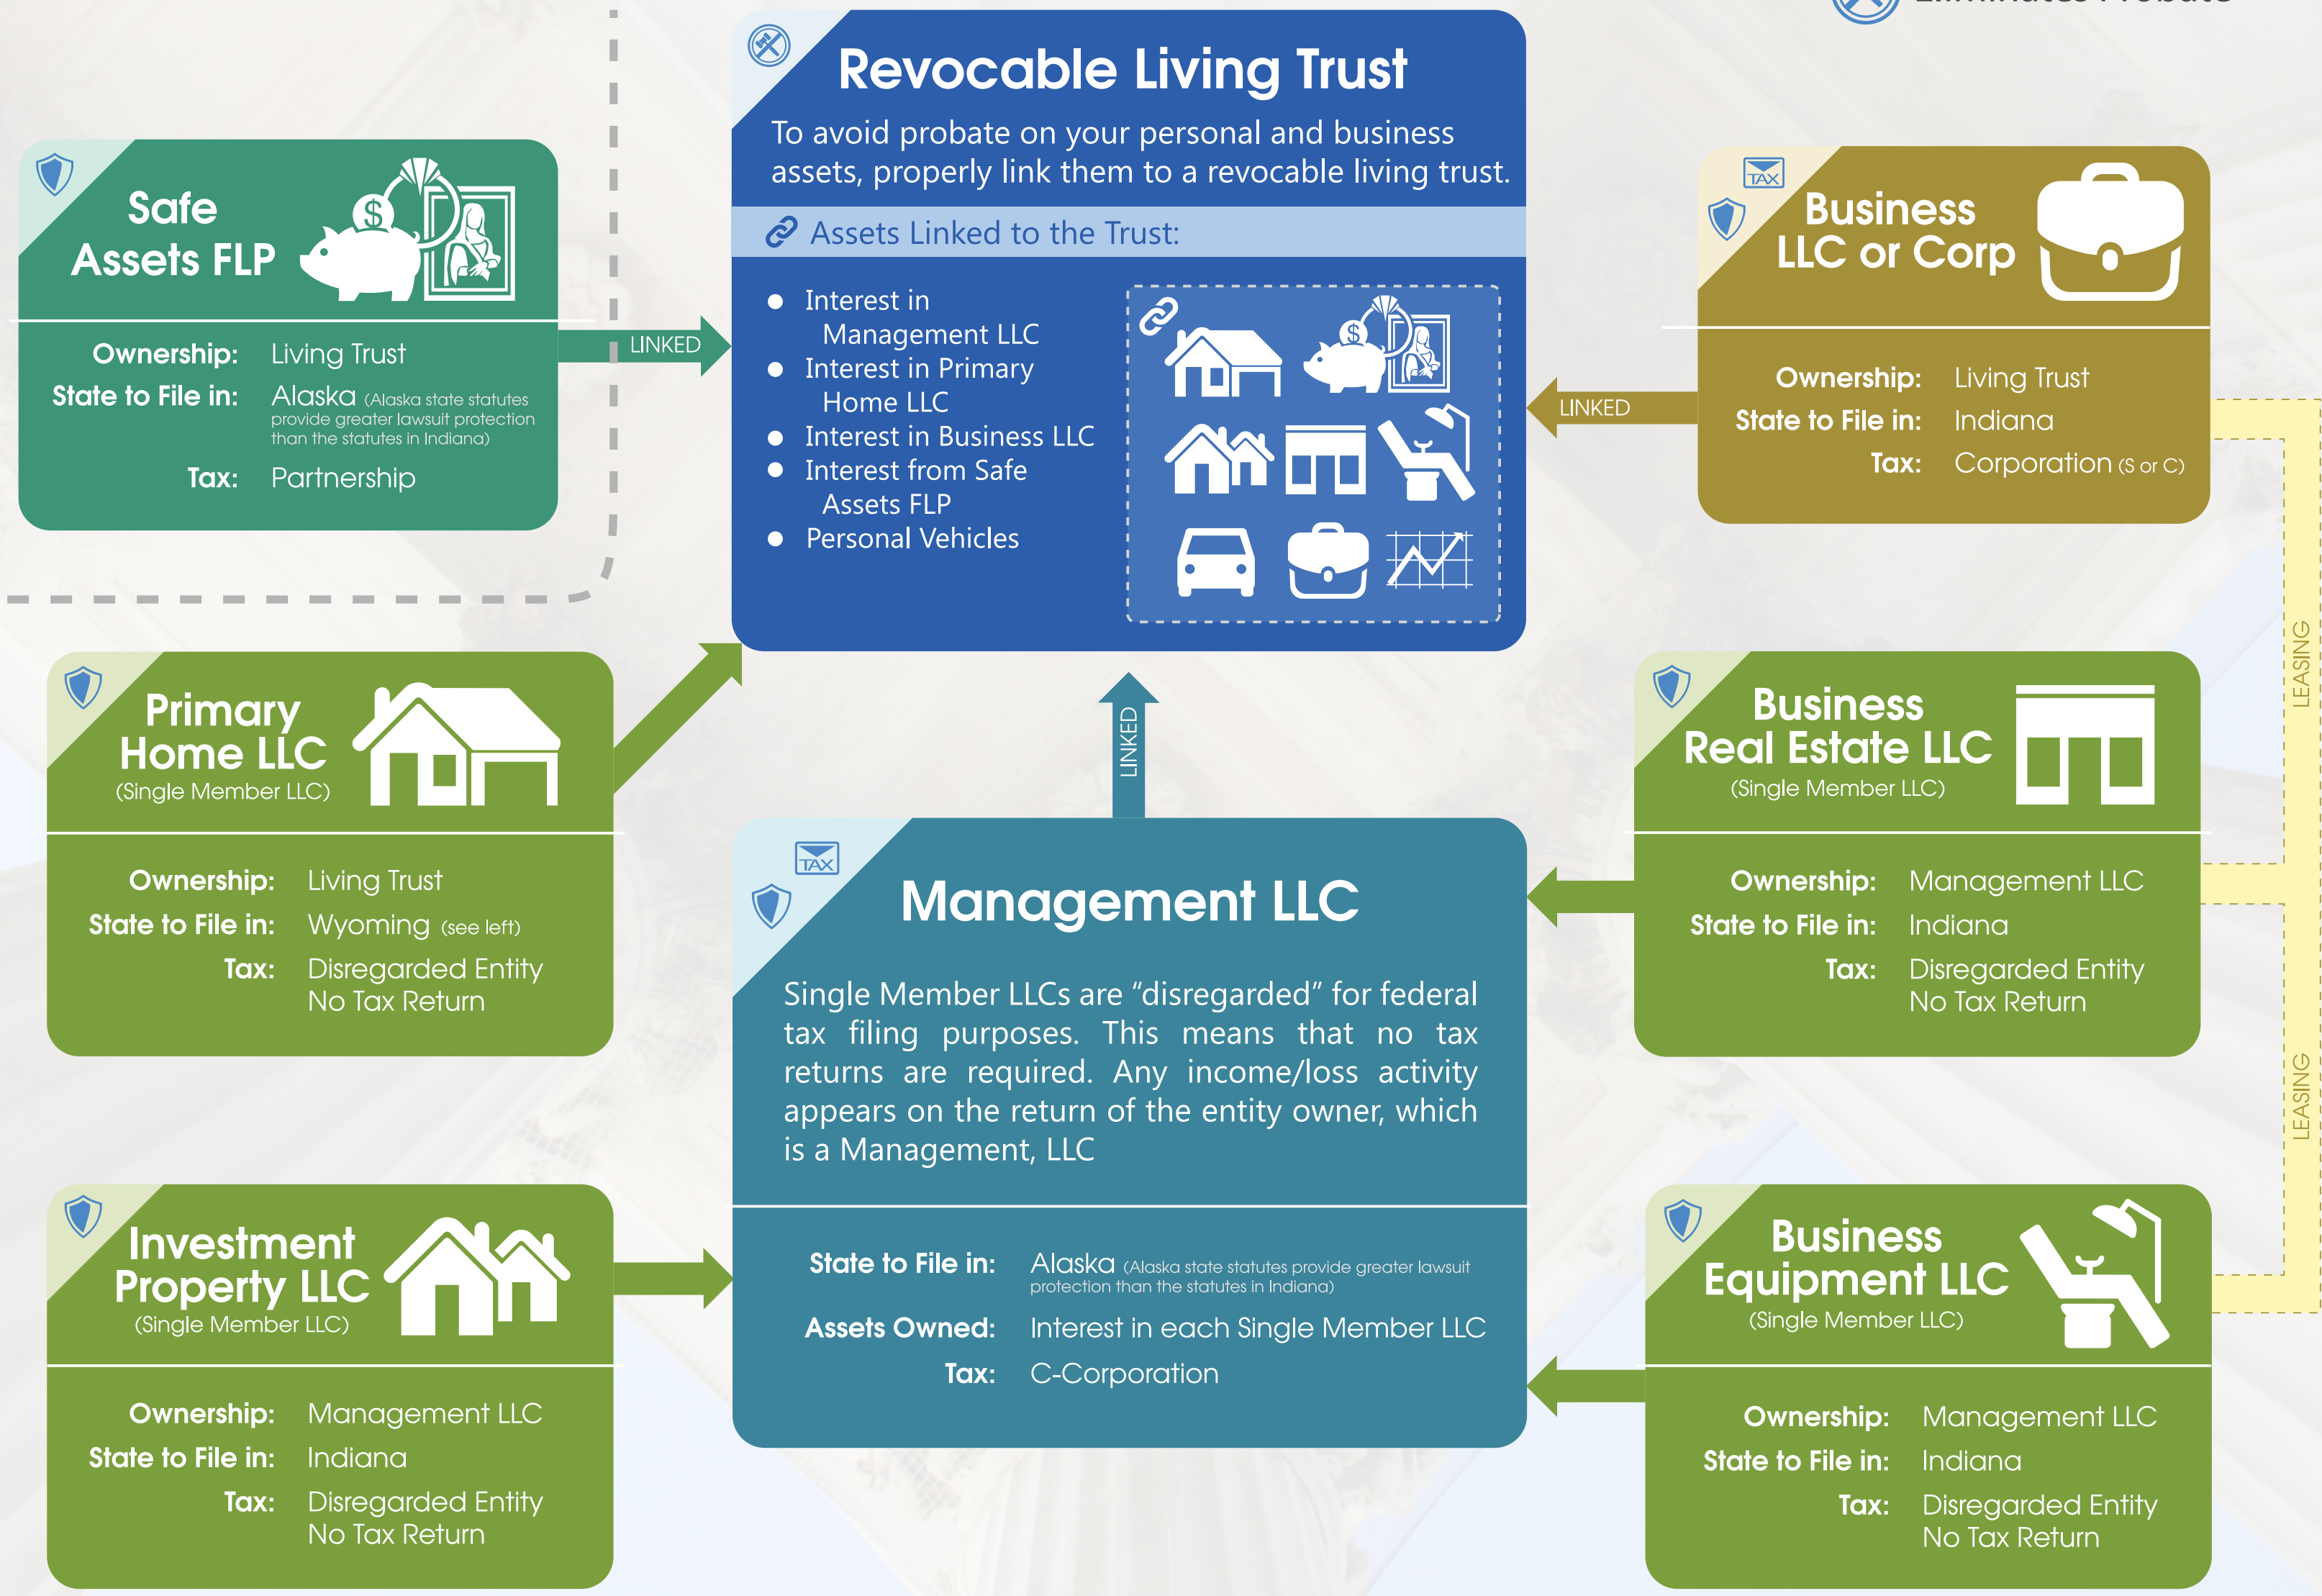 Eliminates Probate
Revocable Living Trust
To avoid probate on your personal and business
assets, properly link them to a revocable living trust.
Assets Linked to the Trust:
● Interest in
Management LLC
● Interest in Primary
Home LLC
● Interest in Business LLC
● Interest from Safe
Assets FLP
● Personal Vehicles
$
Safe
Assets FLP
$
Ownership: Living Trust
State to File in: Alaska (Alaska state statutes
provide greater lawsuit protection
than the statutes in Indiana)
Tax: Partnership
LINKED
TAX
Business
LLC or Corp
Ownership: Living Trust
State to File in: Indiana
Tax: Corporation (S or C)
LINKED
Primary
Home LLC
(Single Member LLC)
Ownership: Living Trust
State to File in: Wyoming (see left)
Tax: Disregarded Entity
No Tax Return
LINKED
TAX
Management LLC
Single Member LLCs are “disregarded” for federal
tax filing purposes. This means that no tax
returns are required. Any income/loss activity
appears on the return of the entity owner, which
is a Management, LLC
State to File in: Alaska (Alaska state statutes provide greater lawsuit
protection than the statutes in Indiana)
Assets Owned: Interest in each Single Member LLC
Tax: C-Corporation
Business
Real Estate LLC
(Single Member LLC)
Ownership: Management LLC
State to File in: Indiana
Tax: Disregarded Entity
No Tax Return
LEASING
LEASING
Investment
Property LLC
(Single Member LLC)
Ownership: Management LLC
State to File in: Indiana
Tax: Disregarded Entity
No Tax Return
Business
Equipment LLC
(Single Member LLC)
Ownership: Management LLC
State to File in: Indiana
Tax: Disregarded Entity
No Tax Return